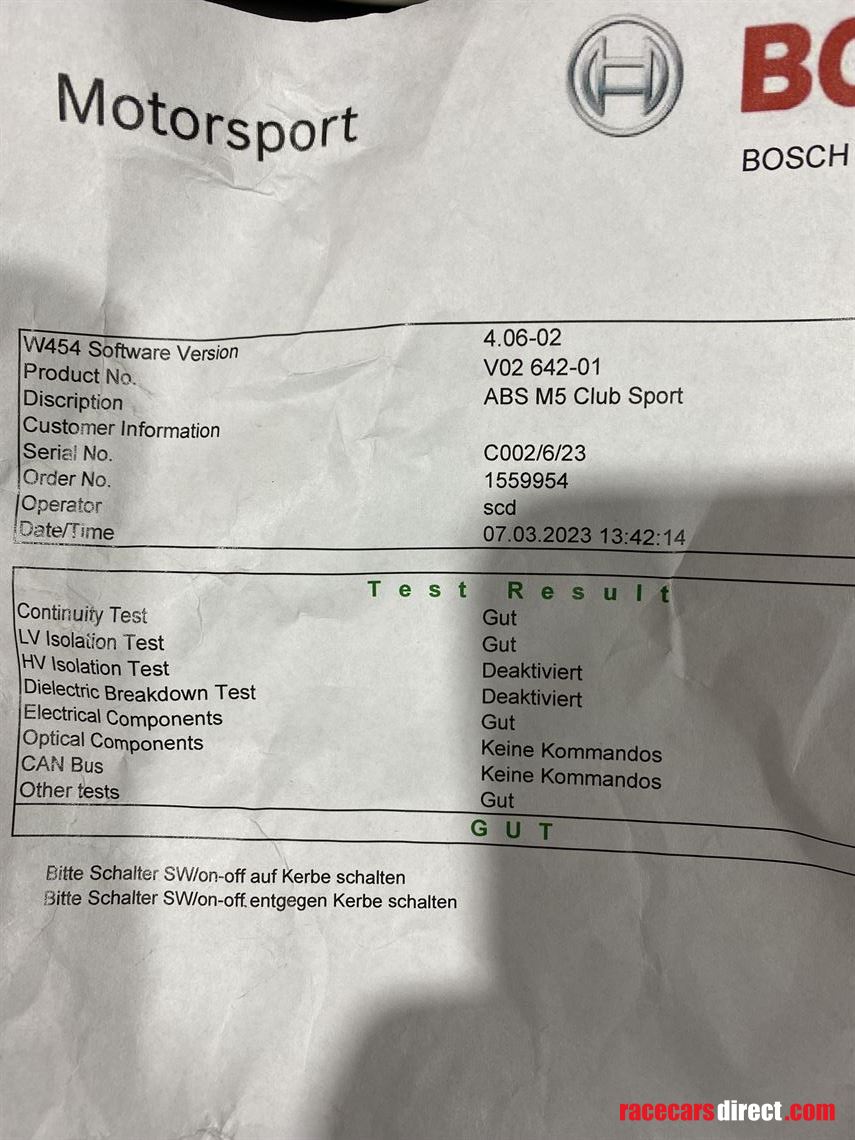 Motorsport
BO
BOSCH
W454 Software Version 4.06-02
Product No. V02 642-01
Discription ABS M5 Club Sport
Customer Information
Serial No. C002/6/23
Order No. 1559954
Operator scd
Date/Time 07.03.2023 13:42:14
Test Result
Continuity Test Gut
LV Isolation Test Gut
HV Isolation Test Deaktiviert
Dielectric Breakdown Test Deaktiviert
Electrical Components Gut
Optical Components Keine Kommandos
CAN Bus Keine Kommandos
Other tests Gut
GUT
Bitte Schalter SW/on-off auf Kerbe schalten
Bitte Schalter SW/on-off entgegen Kerbe schalten
racecarsdirect.com